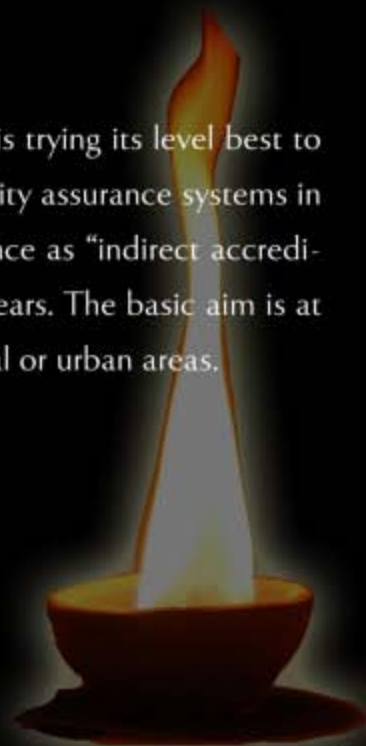 is trying its level best to
ity assurance systems in
nce as “indirect accredi-
ears. The basic aim is at
l or urban areas.